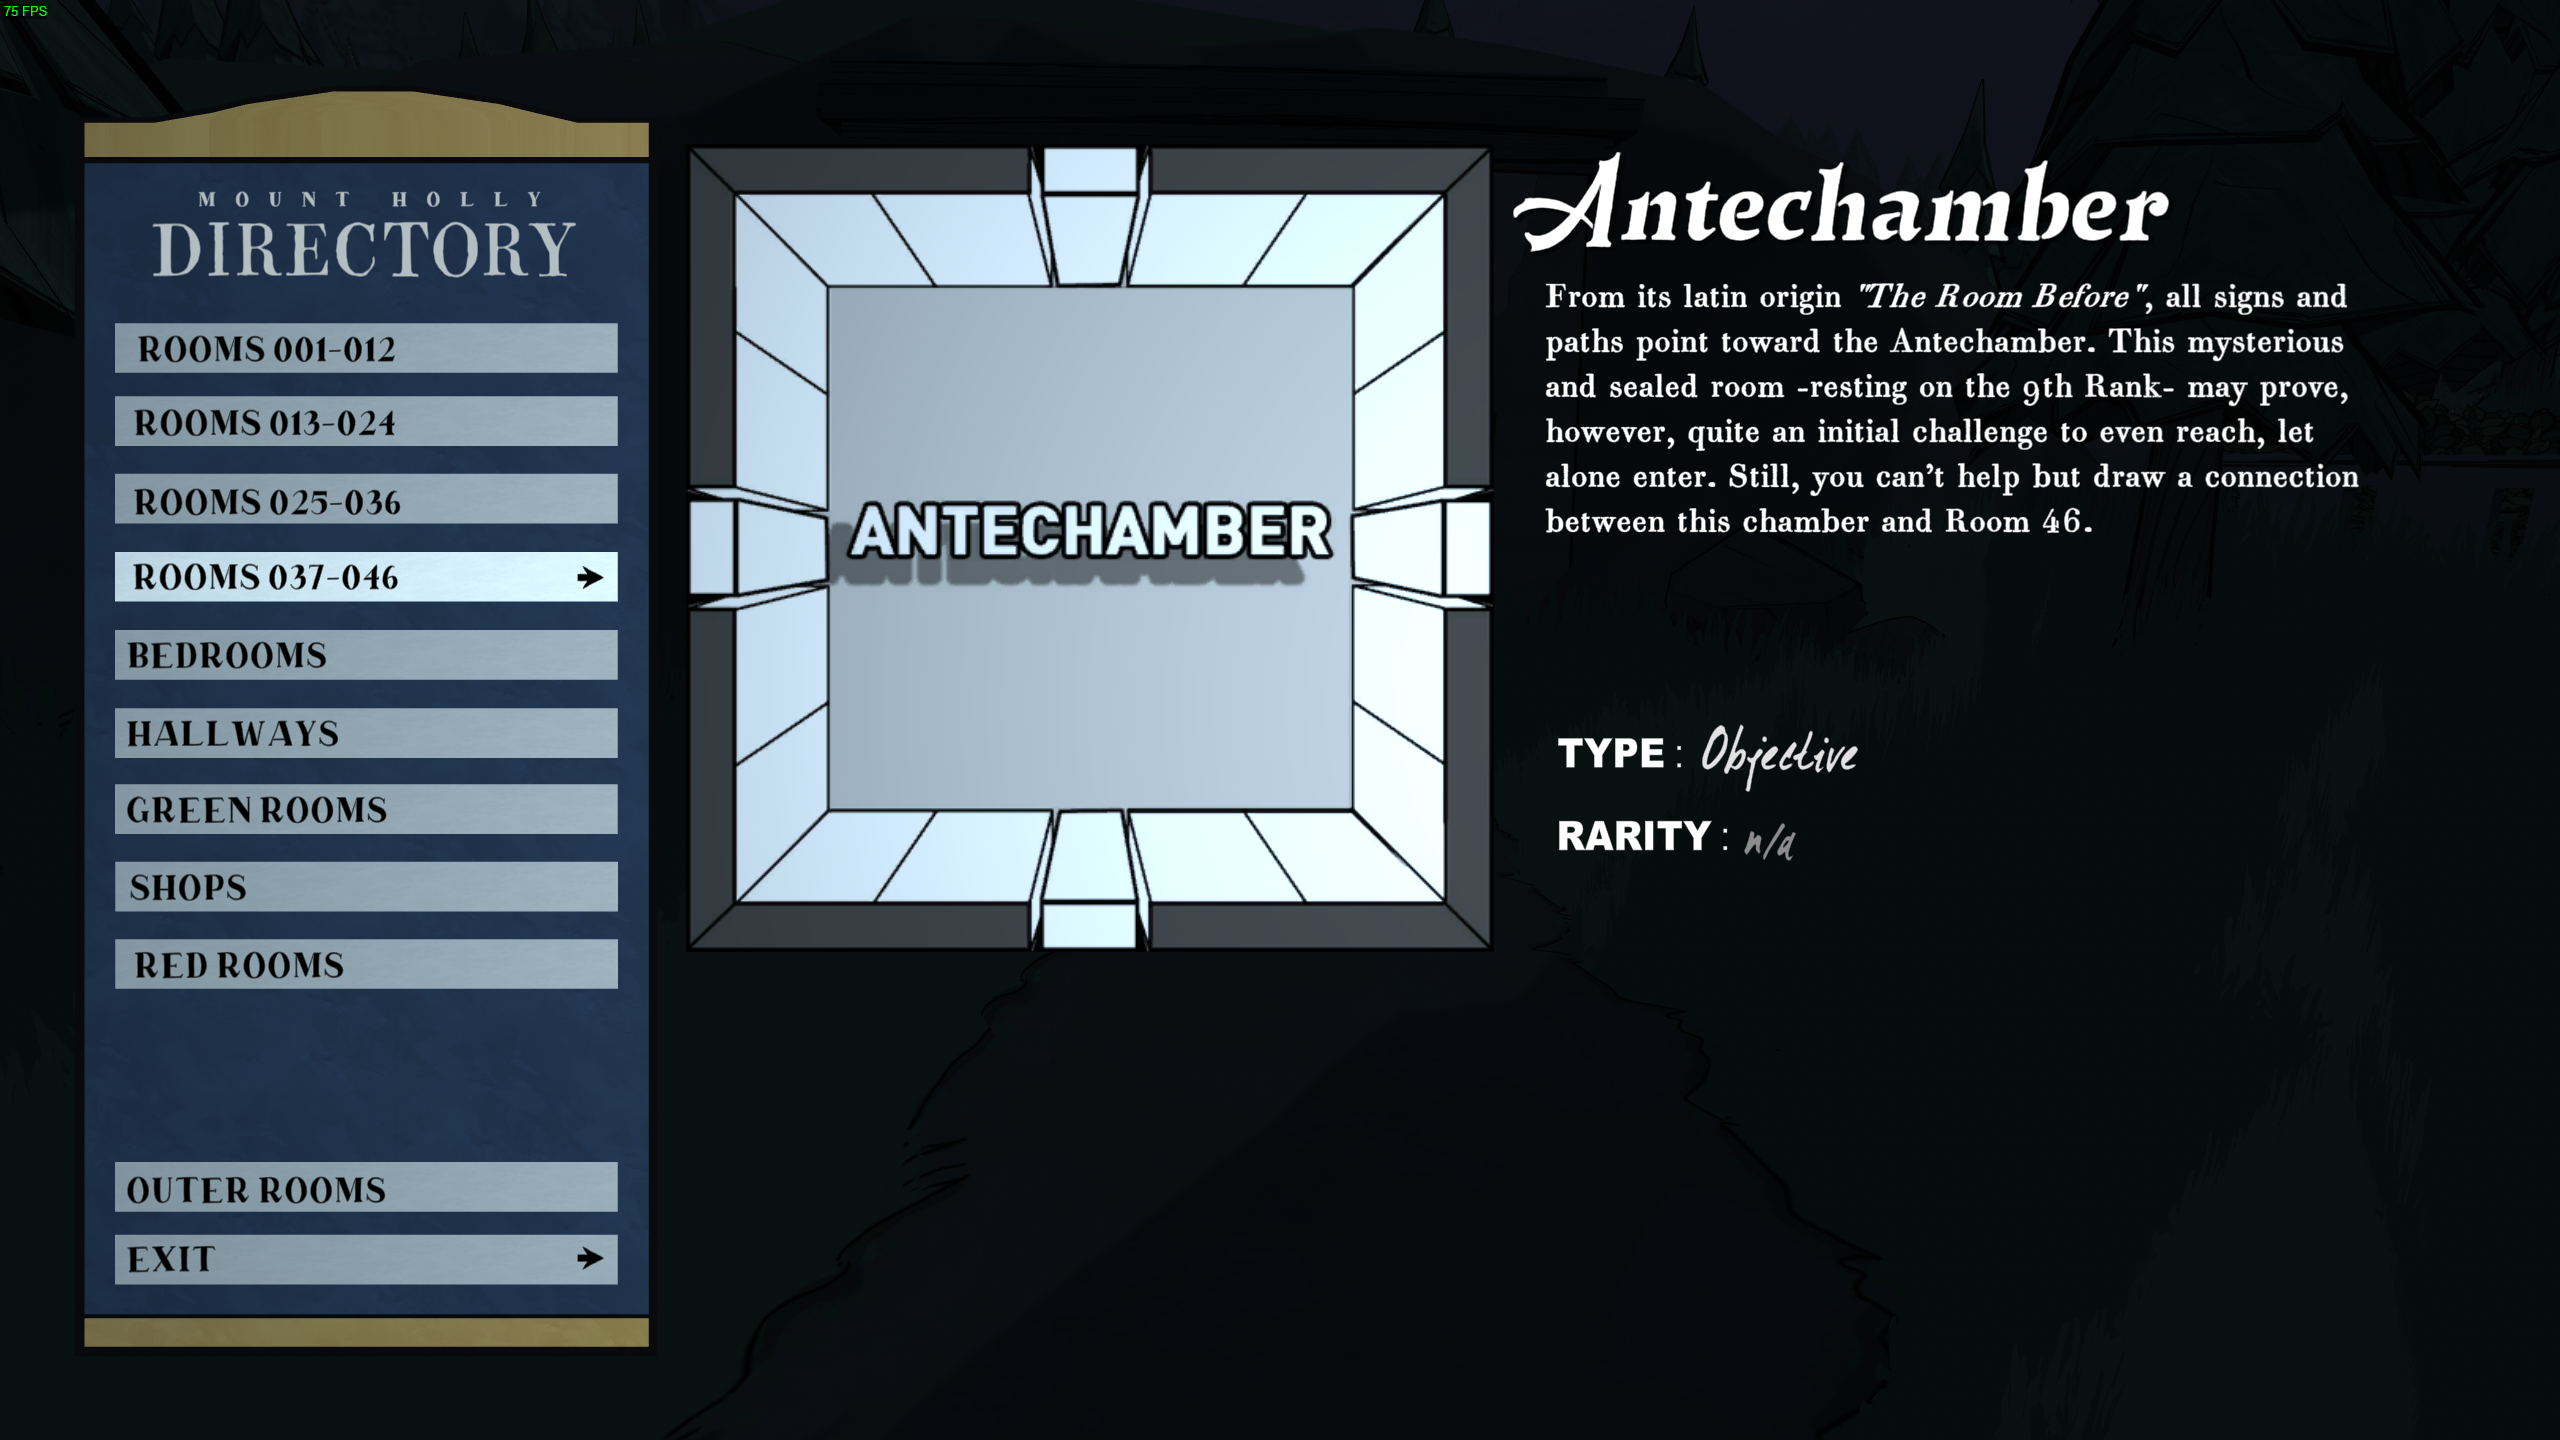 75 FPS
MOUNT HOLLY
DIRECTORY
ROOMS 001-012
ROOMS 013-024
ROOMS 025-036
ROOMS 037-046
BEDROOMS
HALLWAYS
GREEN ROOMS
SHOPS
RED ROOMS
OUTER ROOMS
EXIT
ANTECHAMBER
Antechamber
From its latin origin "The Room Before", all signs and
paths point toward the Antechamber. This mysterious
and sealed room -resting on the 9th Rank- may prove,
however, quite an initial challenge to even reach, let
alone enter. Still, you can't help but draw a connection
between this chamber and Room 46.
TYPE : Objective
RARITY : n/a